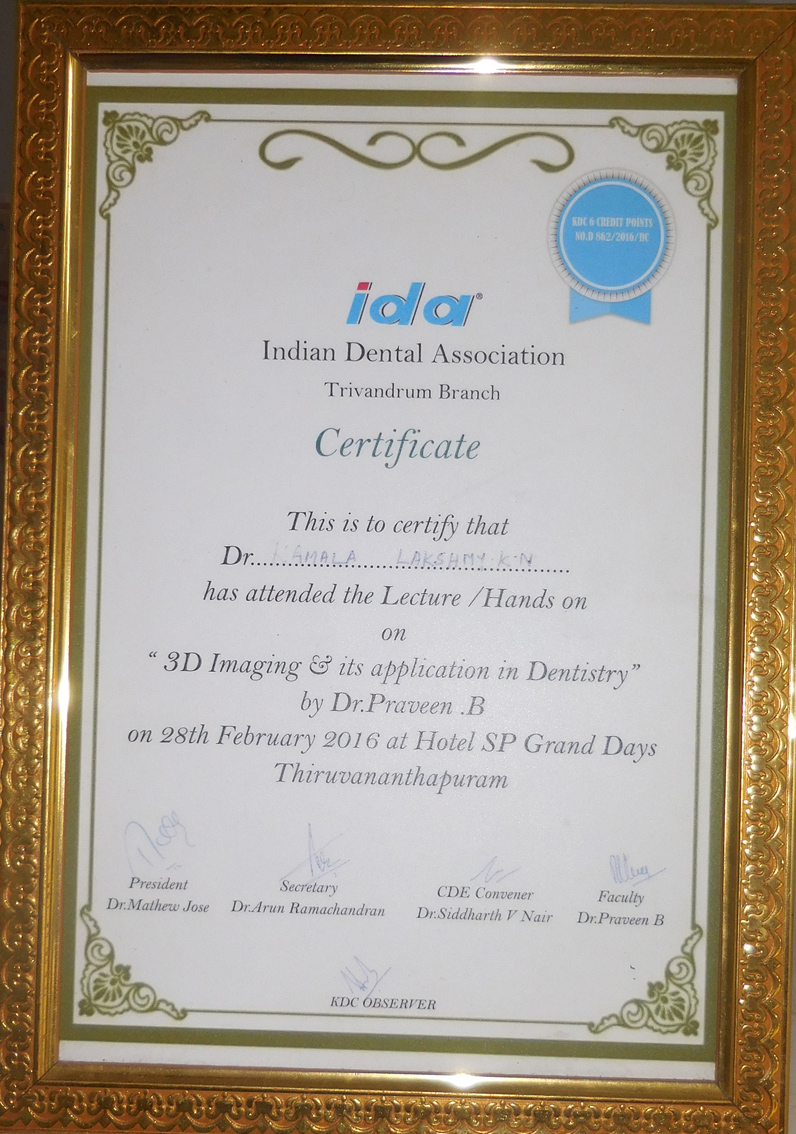 KDC 6 CREDIT POINTS
NO.D 862/2016/DC
ida®
Indian Dental Association
Trivandrum Branch
Certificate
This is to certify that
Dr....KAMALA LAKSHMY.K.N....
has attended the Lecture /Hands on
on
“ 3D Imaging & its application in Dentistry”
by Dr.Praveen .B
on 28th February 2016 at Hotel SP Grand Days
Thiruvananthapuram
President
Dr.Mathew Jose
Secretary
Dr.Arun Ramachandran
CDE Convener
Dr.Siddharth V Nair
Faculty
Dr.Praveen B
KDC OBSERVER